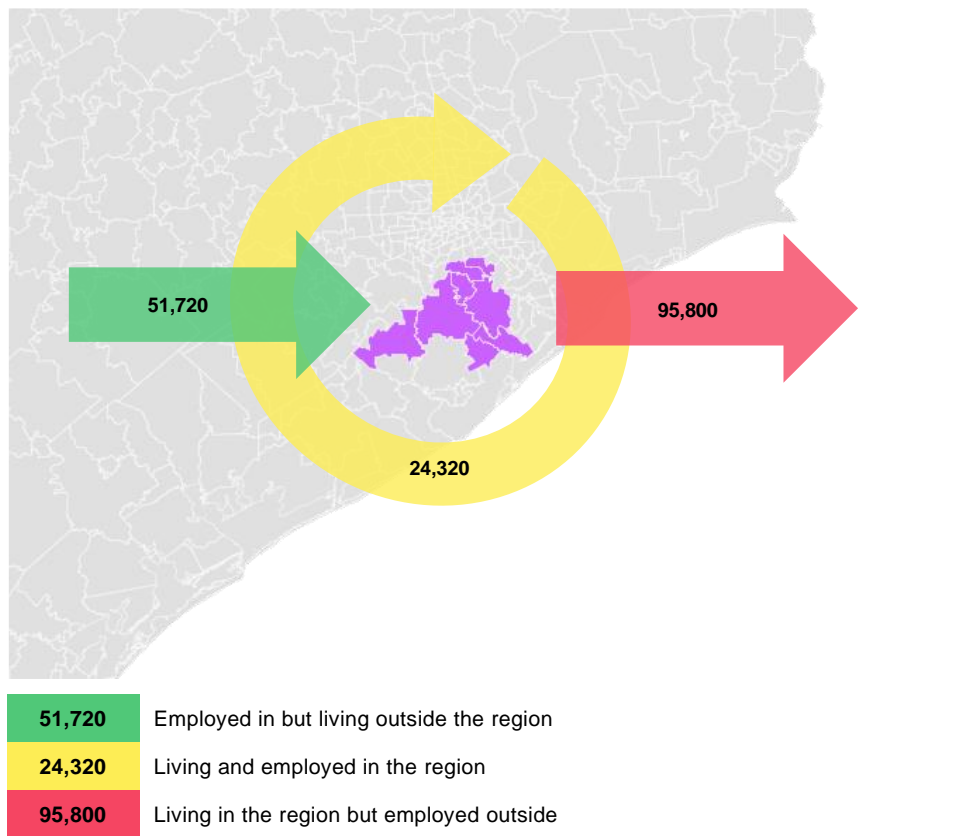 51,720
95,800
24,320
51,720 Employed in but living outside the region
24,320 Living and employed in the region
95,800 Living in the region but employed outside